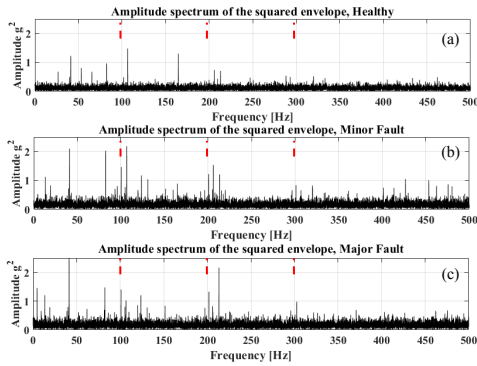 Amplitude spectrum of the squared envelope, Healthy
Amplitude g²
2
1
0
(a)
0 50 100 150 200 250 300 350 400 450 500
Frequency [Hz]
Amplitude spectrum of the squared envelope, Minor Fault
Amplitude g²
2
1
0
(b)
0 50 100 150 200 250 300 350 400 450 500
Frequency [Hz]
Amplitude spectrum of the squared envelope, Major Fault
Amplitude g²
2
1
0
(c)
0 50 100 150 200 250 300 350 400 450 500
Frequency [Hz]